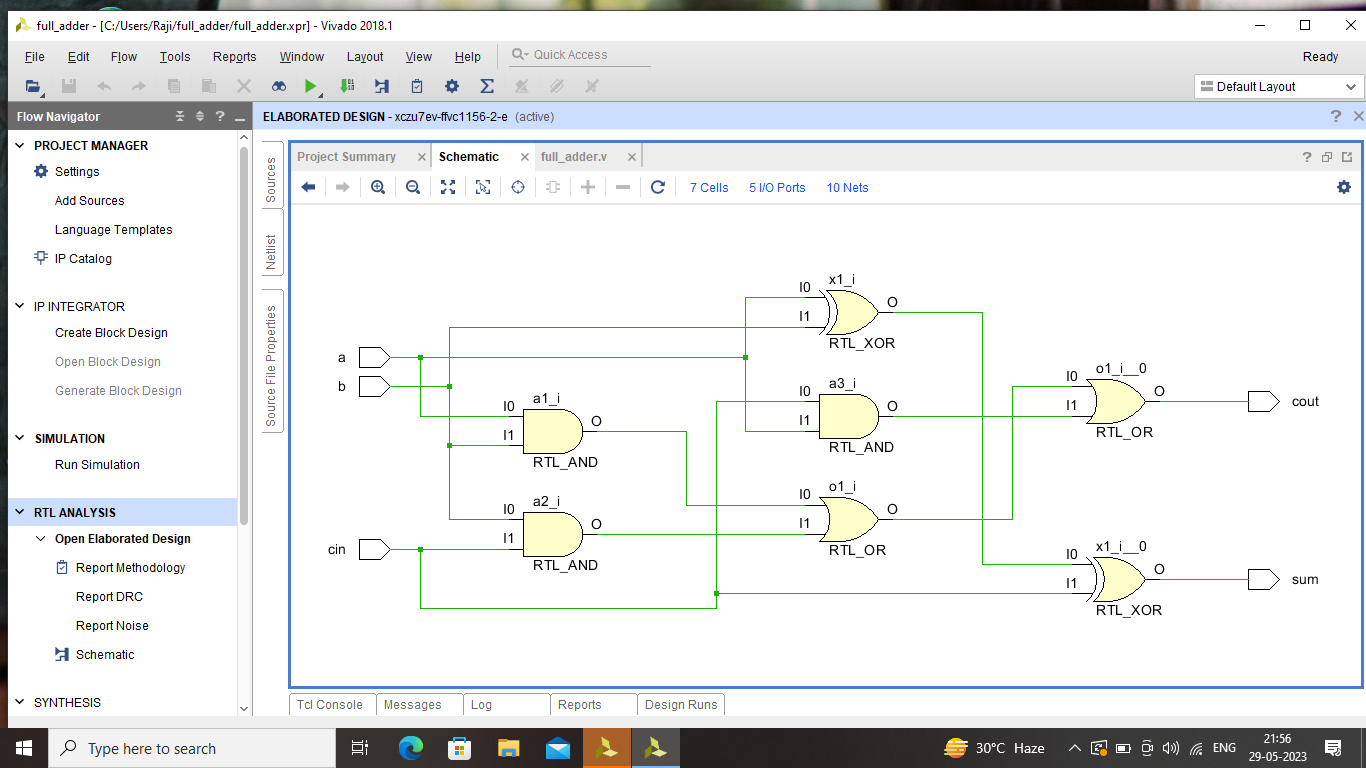 full_adder - [C:/Users/Raji/full_adder/full_adder.xpr] - Vivado 2018.1
File Edit Flow Tools Reports Window Layout View Help Quick Access Ready
Default Layout
Flow Navigator ?
ELABORATED DESIGN - xczu7ev-ffvc1156-2-e (active) ?
PROJECT MANAGER
Settings
Add Sources
Language Templates
IP Catalog
IP INTEGRATOR
Create Block Design
Open Block Design
Generate Block Design
SIMULATION
Run Simulation
RTL ANALYSIS
Open Elaborated Design
Report Methodology
Report DRC
Report Noise
Schematic
SYNTHESIS
Sources
Netlist
Source File Properties
Project Summary Schematic full_adder.v ?
7 Cells 5 I/O Ports 10 Nets
x1_i
I0 O
I1
RTL_XOR
a
b
a1_i
I0 O
I1
RTL_AND
a3_i
I0 O
I1
RTL_AND
o1_i__0
I0 O
I1
RTL_OR
cout
a2_i
I0 O
I1
RTL_AND
cin
o1_i
I0 O
I1
RTL_OR
x1_i__0
I0 O
I1
RTL_XOR
sum
Tcl Console Messages Log Reports Design Runs
Type here to search
30°C Haze
ENG
21:56
29-05-2023